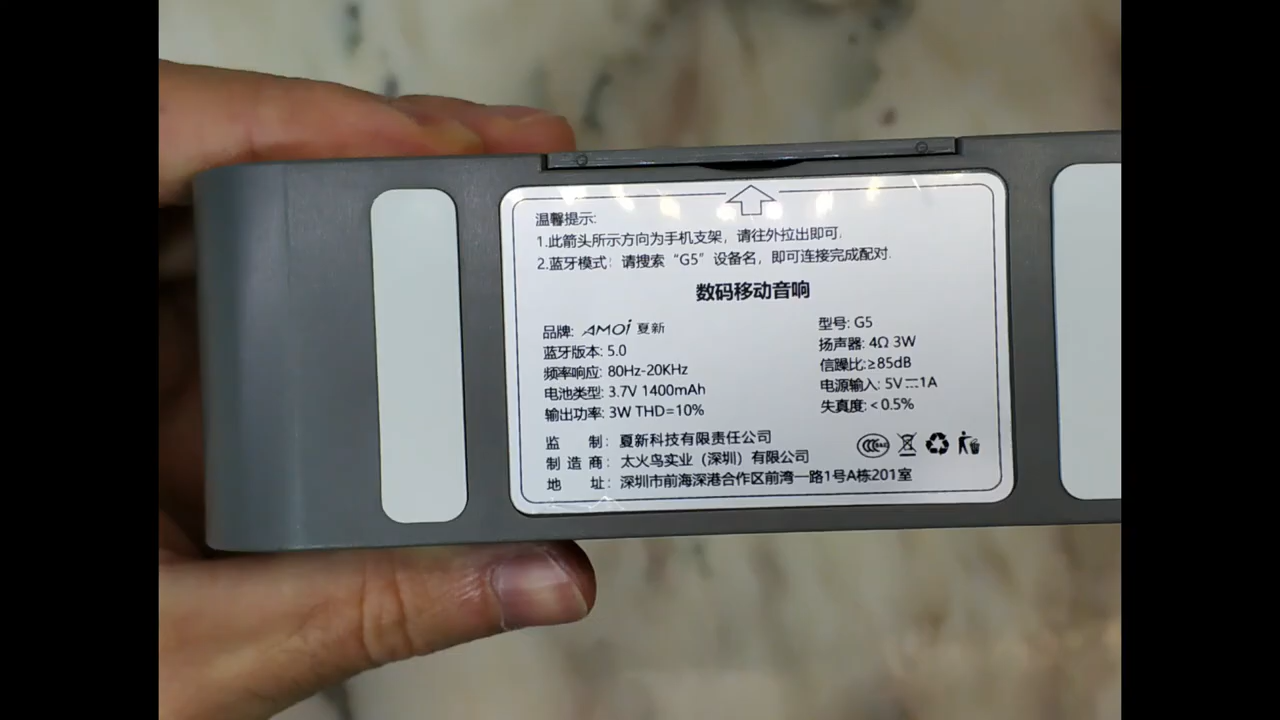 温馨提示:
1.此箭头所示方向为手机支架，请往外拉出即可.
2.蓝牙模式：请搜索“G5”设备名，即可连接完成配对.
数码移动音响
品牌: AMOI 夏新
型号: G5
蓝牙版本: 5.0
扬声器: 4Ω 3W
频率响应: 80Hz-20KHz
信躁比:≥85dB
电池类型: 3.7V 1400mAh
电源输入: 5V⎓1A
输出功率: 3W THD=10%
失真度: < 0.5%
监 制: 夏新科技有限责任公司
制 造 商: 太火鸟实业（深圳）有限公司
地 址: 深圳市前海深港合作区前湾一路1号A栋201室